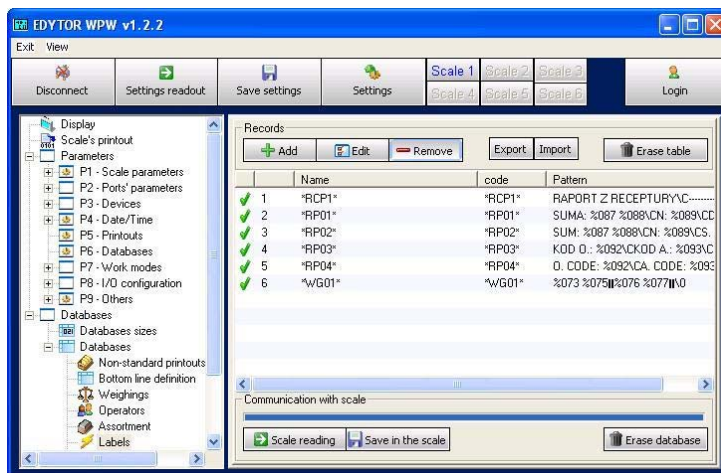 EDYTOR WPW v1.2.2
Exit View
Disconnect Settings readout Save settings Settings Scale 1 Scale 2 Scale 3 Login
Scale 4 Scale 5 Scale 6
Display
Scale's printout
Parameters
P1 - Scale parameters
P2 - Ports' parameters
P3 - Devices
P4 - Date/Time
P5 - Printouts
P6 - Databases
P7 - Work modes
P8 - I/O configuration
P9 - Others
Databases
Databases sizes
Databases
Non-standard printouts
Bottom line definition
Weighings
Operators
Assortment
Labels
Records
Add Edit Remove Export Import Erase table
Name code Pattern
1 *RCP1* *RCP1* RAPORT Z RECEPTURY\C--------
2 *RP01* *RP01* SUMA: %087 %088\CN: %089\CD
3 *RP02* *RP02* SUM: %087 %088\CN: %089\CS.
4 *RP03* *RP03* KOD O.: %092\CKOD A.: %093\C
5 *RP04* *RP04* O. CODE: %092\CA. CODE: %093
6 *WG01* *WG01* %073 %075||%076 %077||\0
Communication with scale
Scale reading Save in the scale Erase database